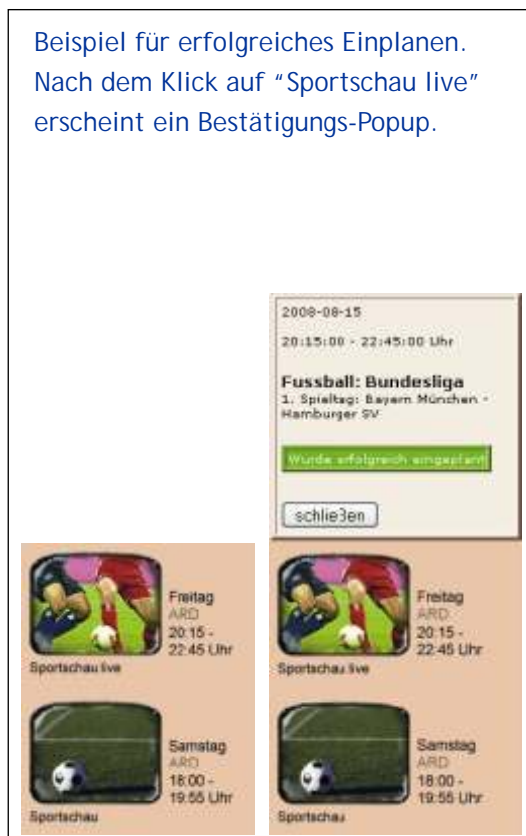 Beispiel für erfolgreiches Einplanen.
Nach dem Klick auf “Sportschau live”
erscheint ein Bestätigungs-Popup.
2008-08-15
20:15:00 - 22:45:00 Uhr
Fussball: Bundesliga
1. Spieltag: Bayern München -
Hamburger SV
Wurde erfolgreich eingeplant
schließen
Freitag
ARD
20:15 -
22:45 Uhr
Sportschau live
Samstag
ARD
18:00 -
19:55 Uhr
Sportschau
Freitag
ARD
20:15 -
22:45 Uhr
Sportschau live
Samstag
ARD
18:00 -
19:55 Uhr
Sportschau